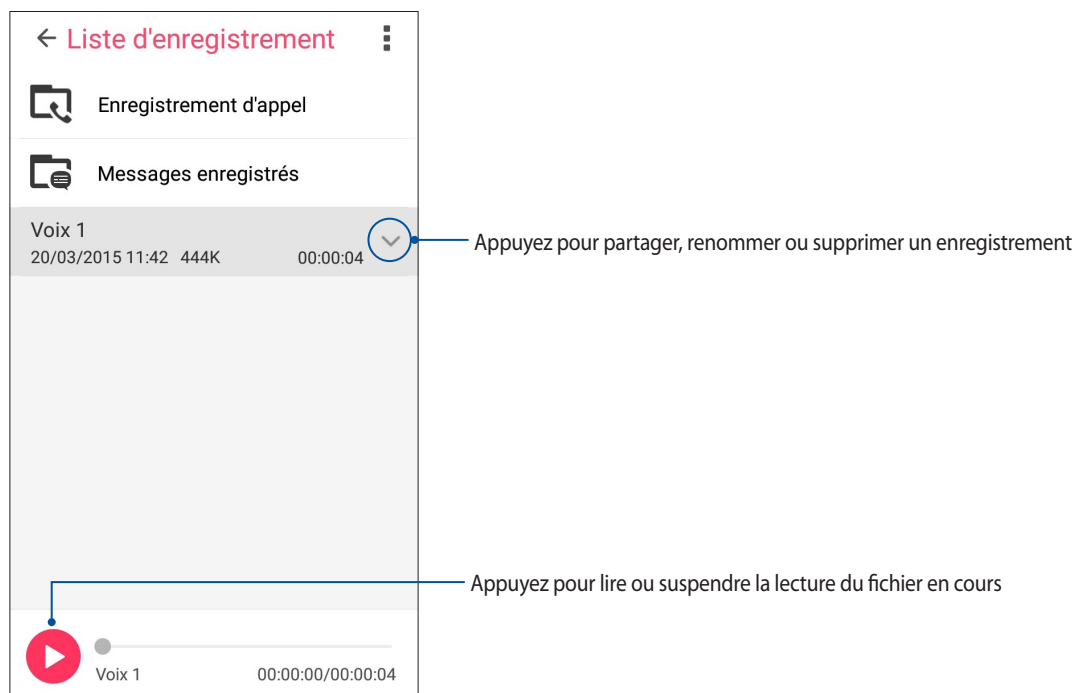 Liste d'enregistrement
Enregistrement d'appel
Messages enregistrés
Voix 1
20/03/2015 11:42 444K 00:00:04
Appuyez pour partager, renommer ou supprimer un enregistrement
Appuyez pour lire ou suspendre la lecture du fichier en cours
Voix 1 00:00:00/00:00:04